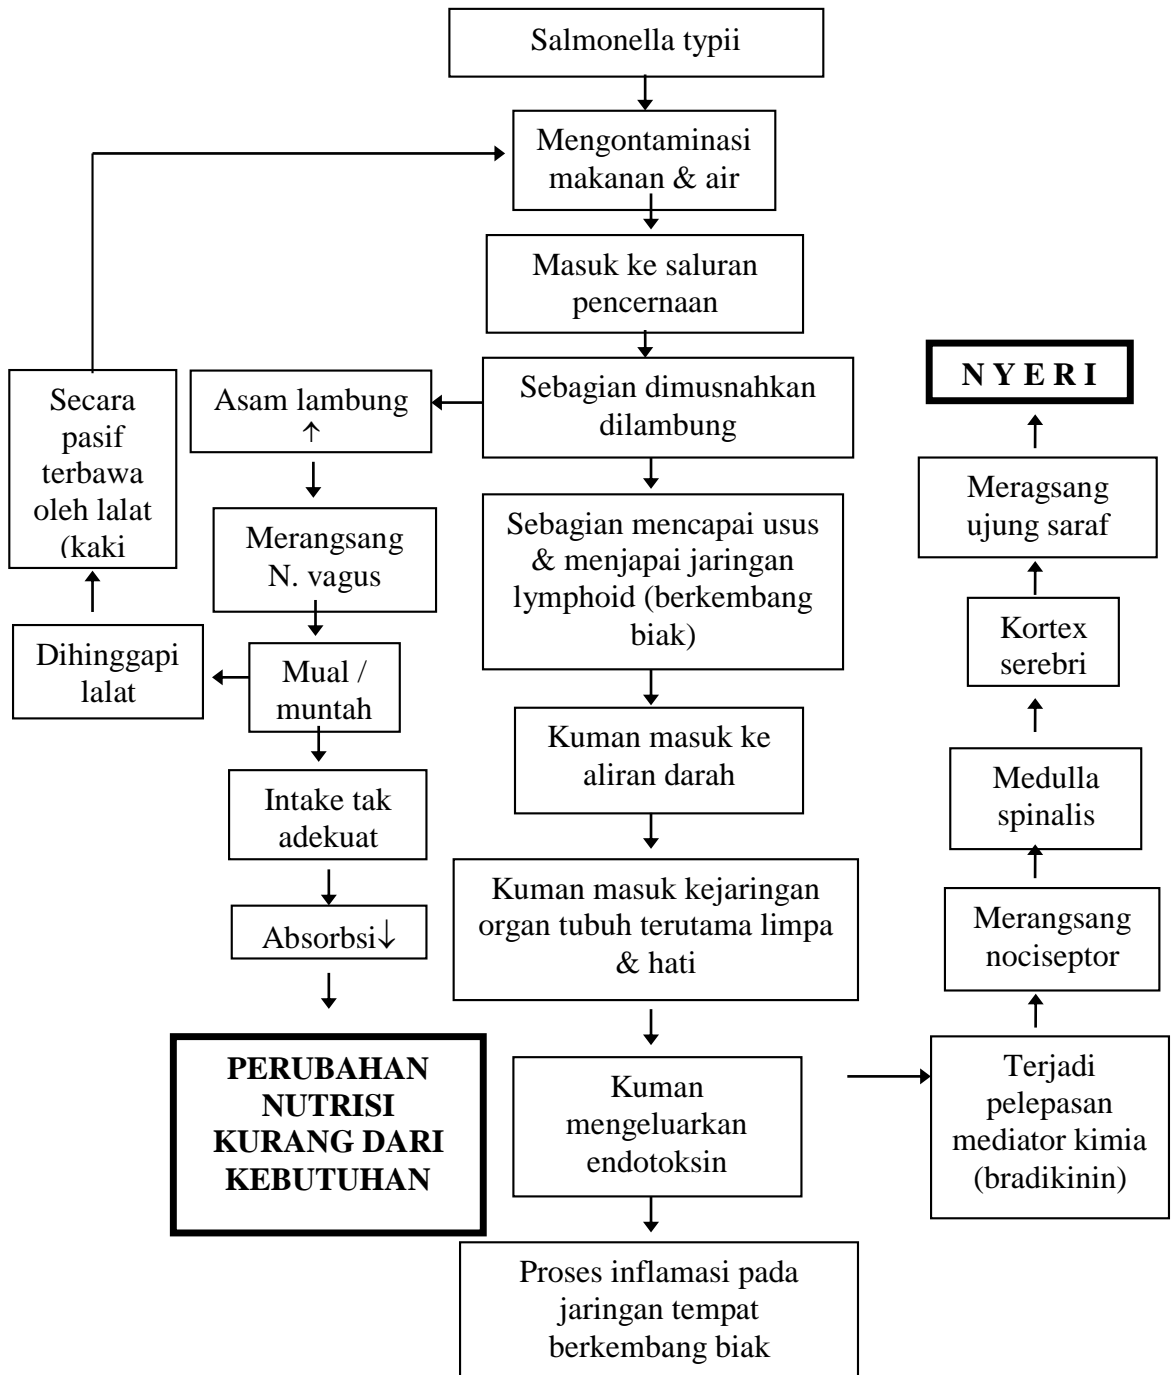 Salmonella typii
Mengontaminasi
makanan & air
Masuk ke saluran
pencernaan
Sebagian dimusnahkan
dilambung
Asam lambung
↑
Merangsang
N. vagus
Mual /
muntah
Dihinggapi
lalat
Secara
pasif
terbawa
oleh lalat
(kaki
Intake tak
adekuat
Absorbsi↓
PERUBAHAN
NUTRISI
KURANG DARI
KEBUTUHAN
Sebagian mencapai usus
& menjapai jaringan
lymphoid (berkembang
biak)
Kuman masuk ke
aliran darah
Kuman masuk kejaringan
organ tubuh terutama limpa
& hati
Kuman
mengeluarkan
endotoksin
Proses inflamasi pada
jaringan tempat
berkembang biak
Terjadi
pelepasan
mediator kimia
(bradikinin)
Merangsang
nociseptor
Medulla
spinalis
Kortex
serebri
Meragsang
ujung saraf
N Y E R I